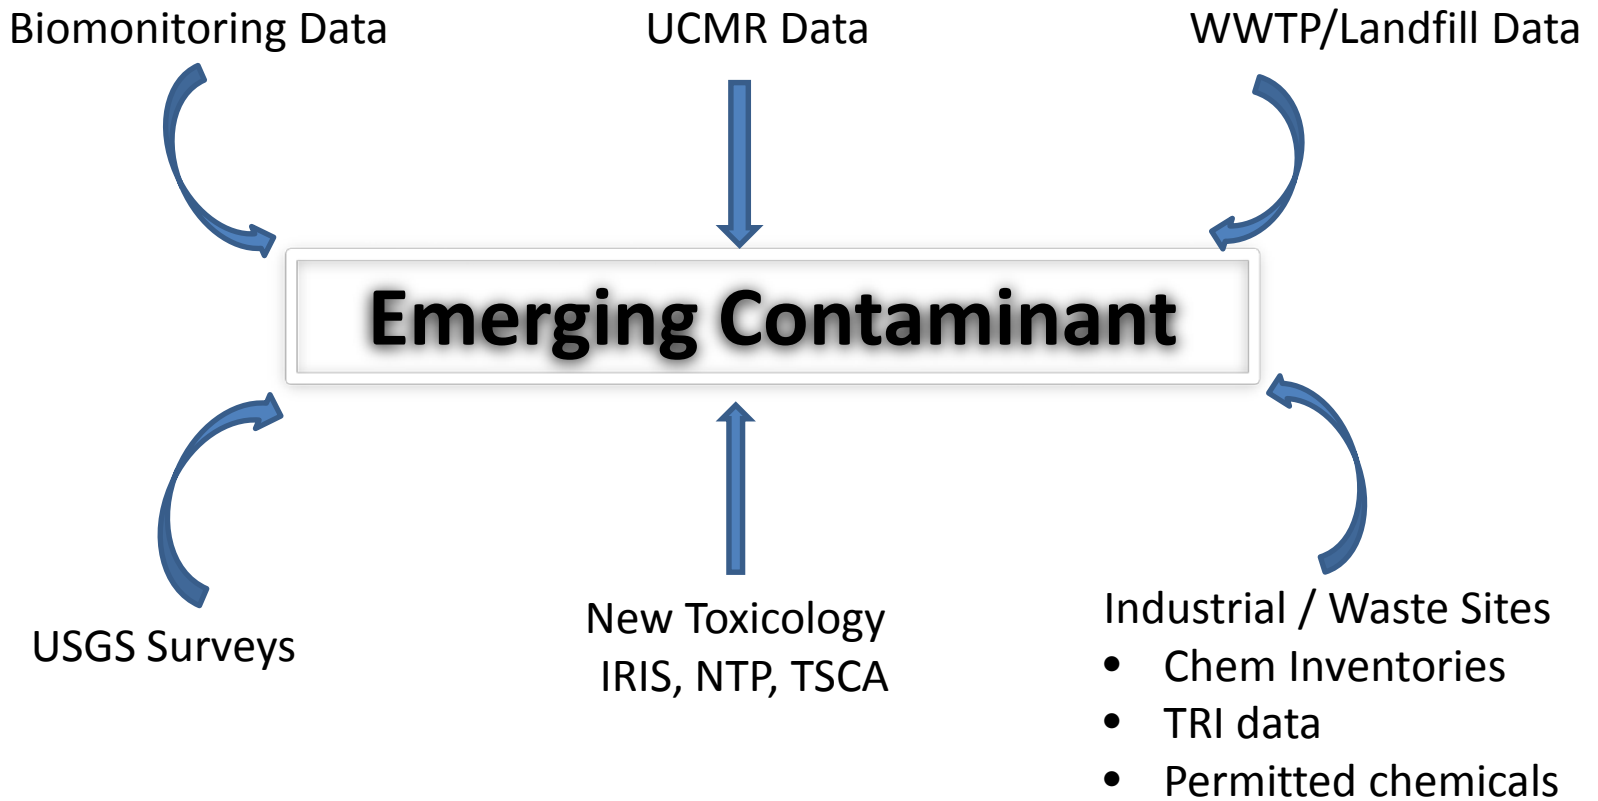 Biomonitoring Data
UCMR Data
WWTP/Landfill Data
Emerging Contaminant
USGS Surveys
New Toxicology
IRIS, NTP, TSCA
Industrial / Waste Sites
• Chem Inventories
• TRI data
• Permitted chemicals